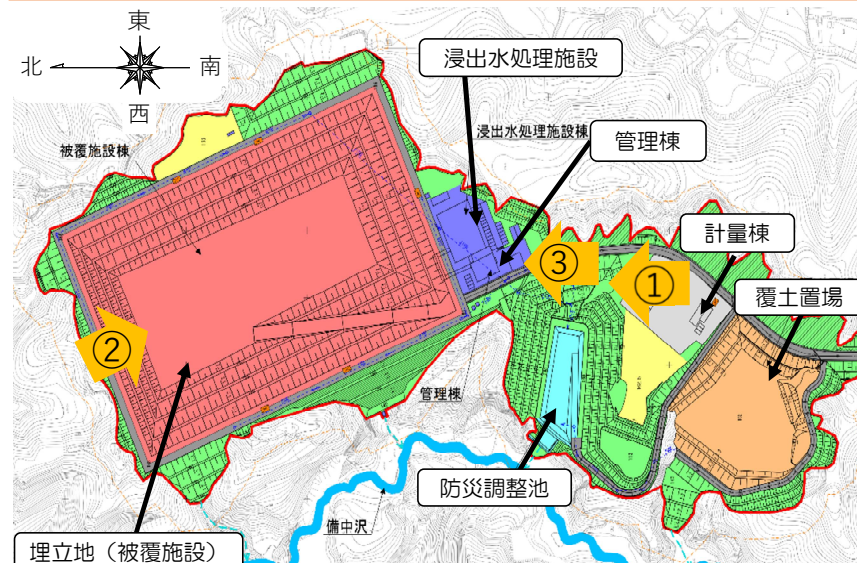 東
北
南
西
浸出水処理施設
浸出水処理施設棟
管理棟
被覆施設棟
計量棟
③
①
覆土置場
②
管理棟
防災調整池
備中沢
埋立地（被覆施設）